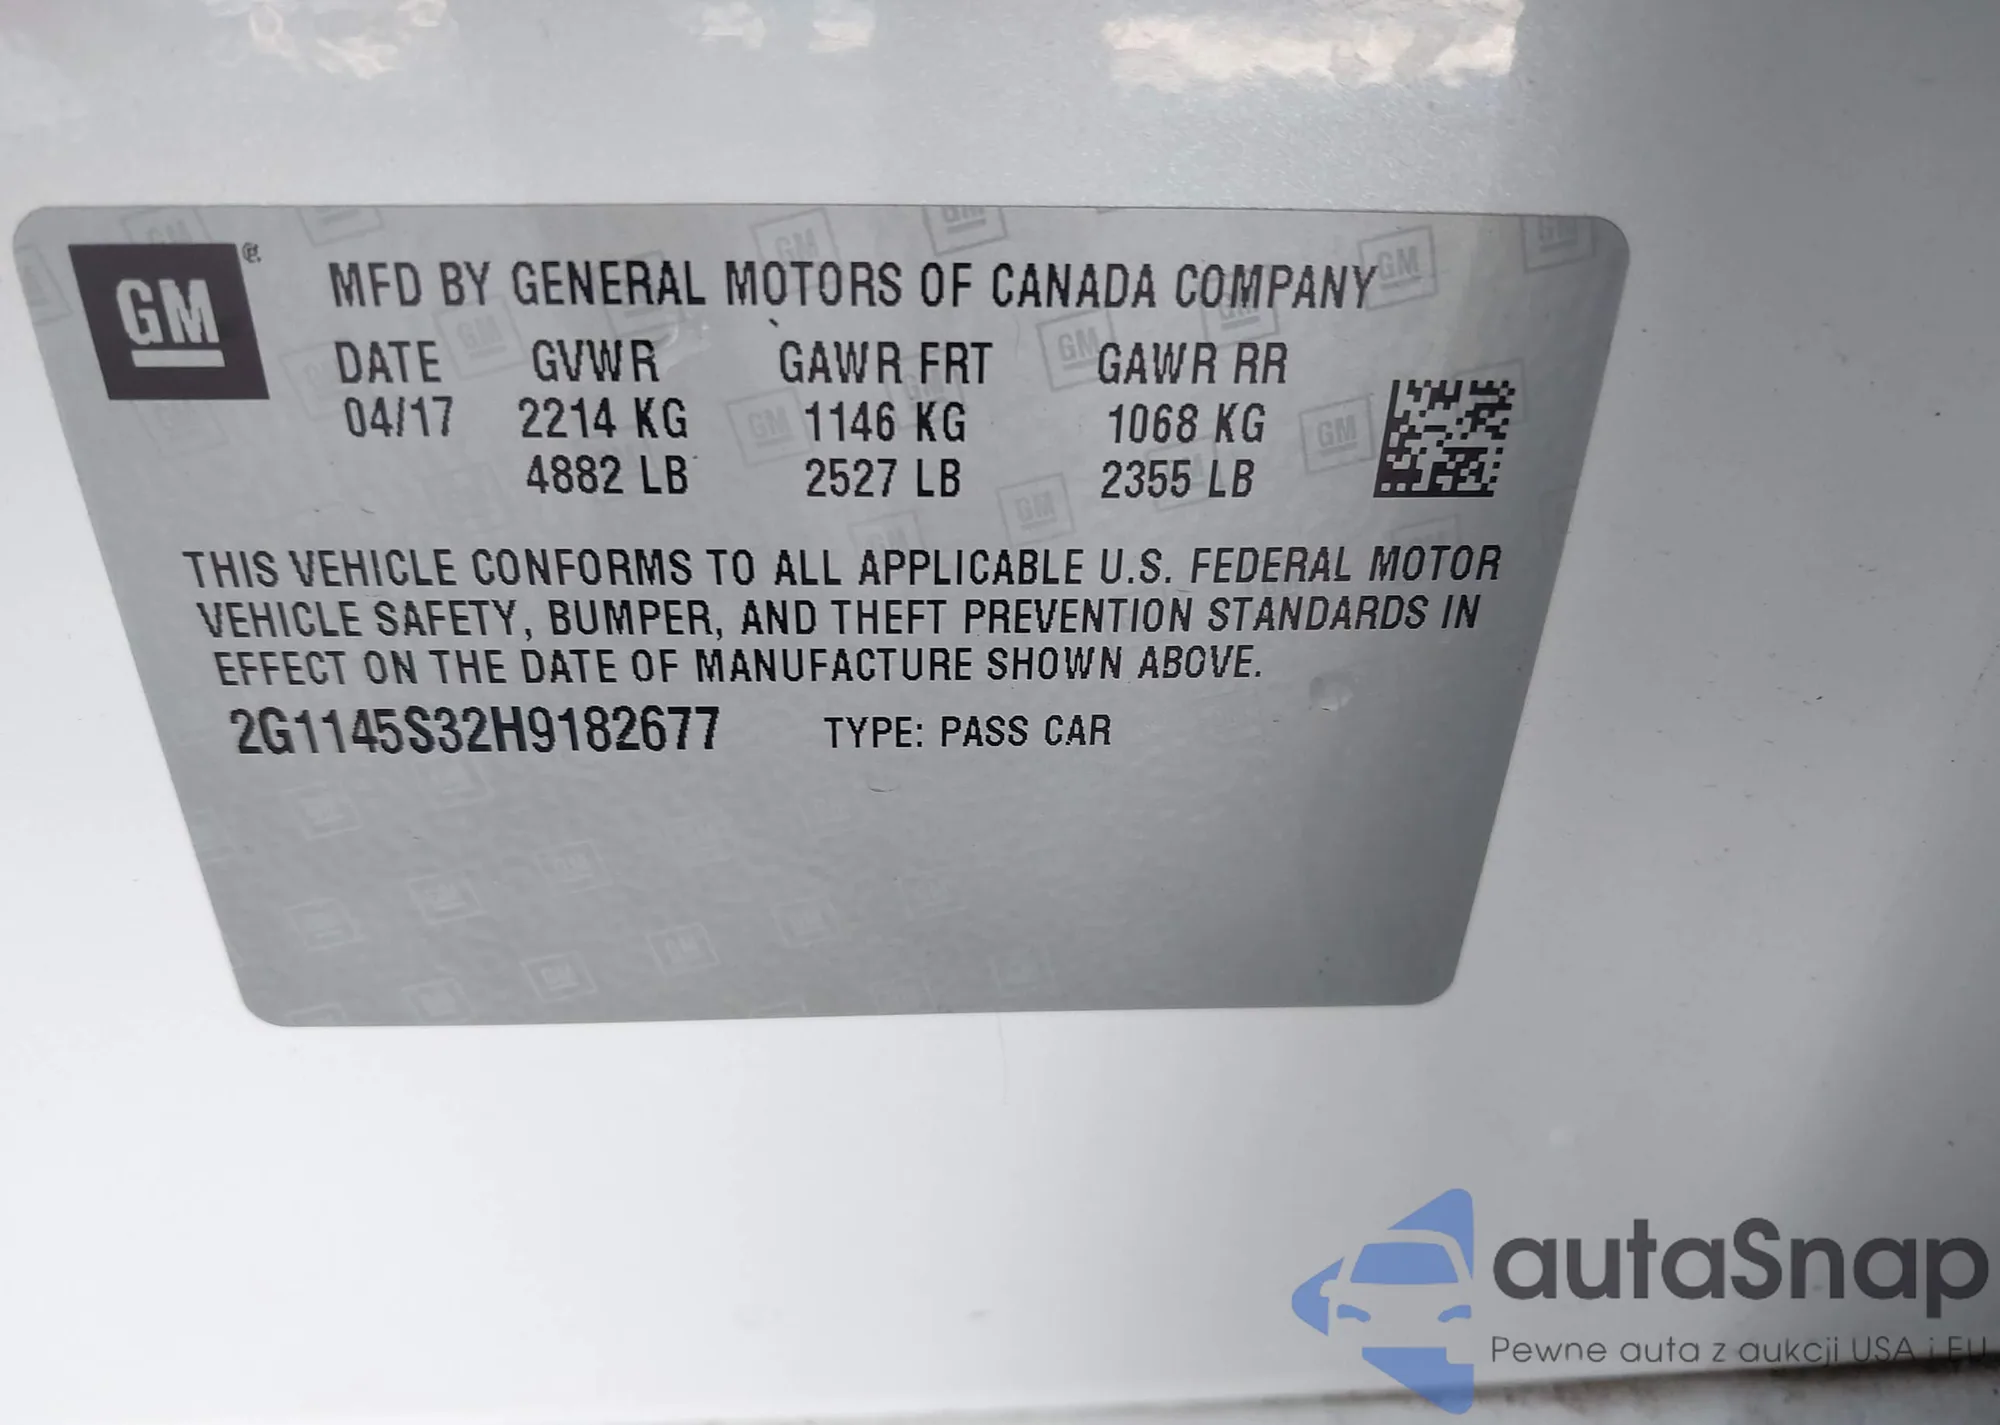 GM
MFD BY GENERAL MOTORS OF CANADA COMPANY
DATE GVWR GAWR FRT GAWR RR
04/17 2214 KG 1146 KG 1068 KG
4882 LB 2527 LB 2355 LB
THIS VEHICLE CONFORMS TO ALL APPLICABLE U.S. FEDERAL MOTOR
VEHICLE SAFETY, BUMPER, AND THEFT PREVENTION STANDARDS IN
EFFECT ON THE DATE OF MANUFACTURE SHOWN ABOVE.
2G1145S32H9182677 TYPE: PASS CAR
autaSnap
Pewne auta z aukcji USA i EU